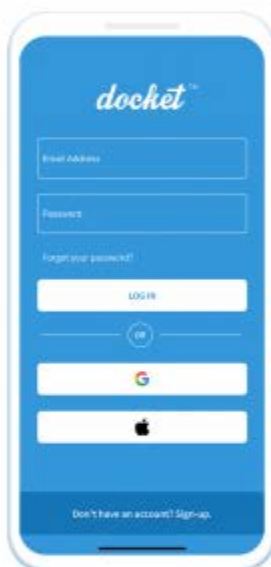 docket™
Email Address
Password
Forgot your password?
LOG IN
OR
G
Don't have an account? Sign-up.